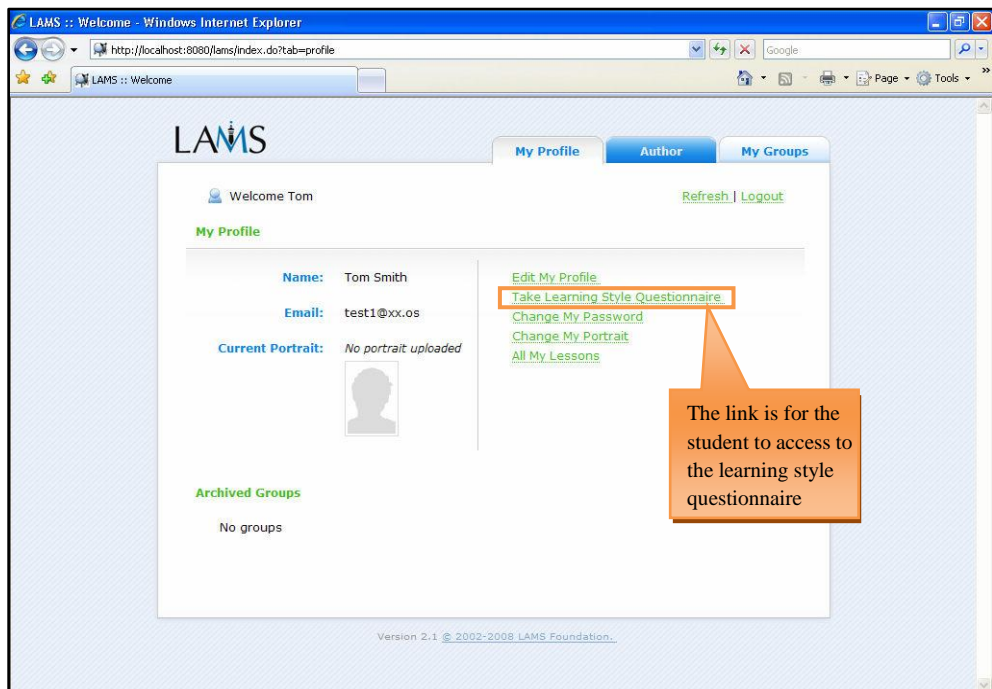 LAMS :: Welcome - Windows Internet Explorer
http://localhost:8080/lams/index.do?tab=profile
Google
LAMS :: Welcome
Page
Tools
»
LAMS
My Profile
Author
My Groups
Welcome Tom
Refresh | Logout
My Profile
Name: Tom Smith
Email: test1@xx.os
Current Portrait: No portrait uploaded
Edit My Profile
Take Learning Style Questionnaire
Change My Password
Change My Portrait
All My Lessons
The link is for the
student to access to
the learning style
questionnaire
Archived Groups
No groups
Version 2.1 © 2002-2008 LAMS Foundation.